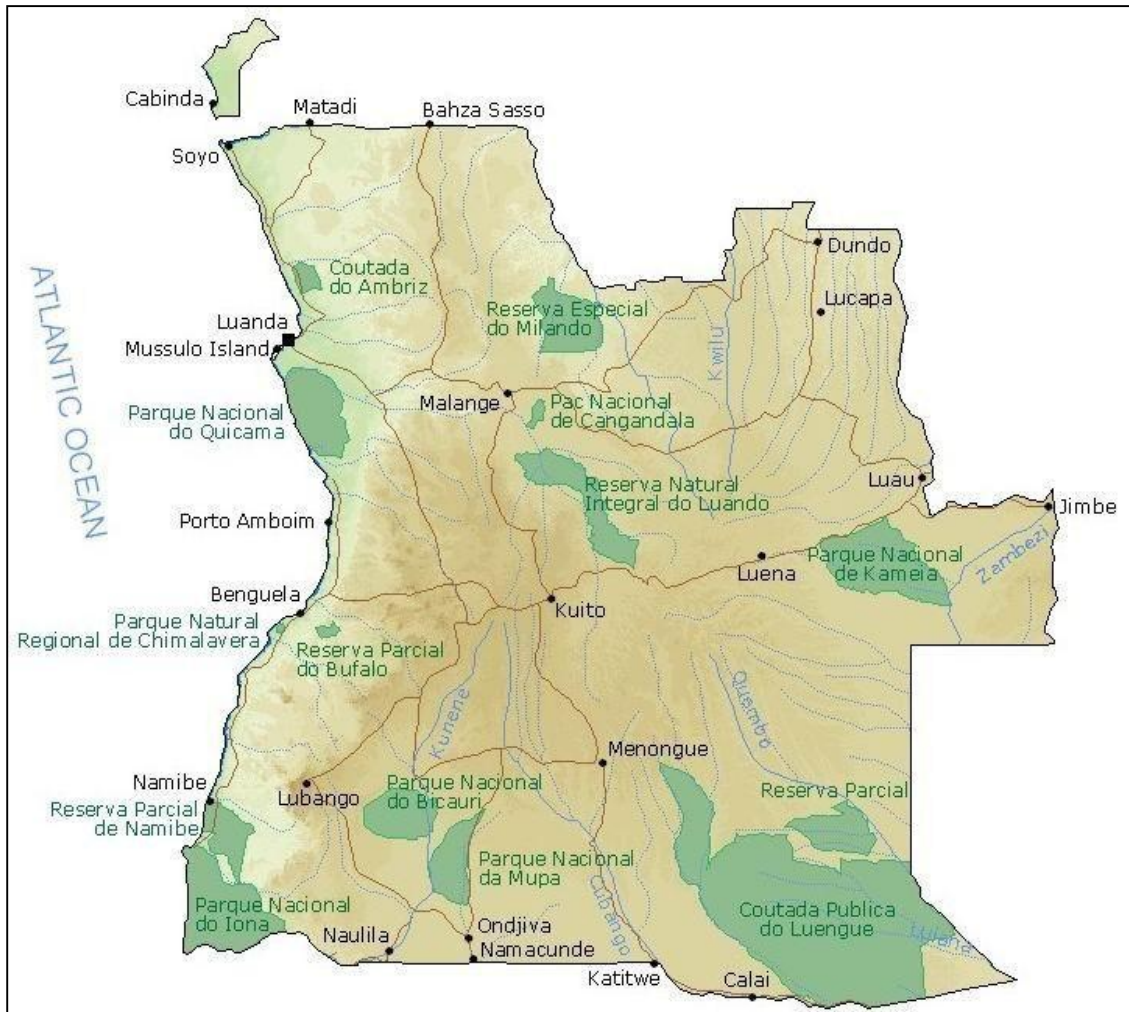 Cabinda
Matadi
Bahza Sasso
Soyo
Dundo
Coutada
do Ambriz
Lucapa
Reserva Especial
do Milando
Luanda
Mussulo Island
Kwilu
ATLANTIC OCEAN
Malange
Pac Nacional
de Cangandala
Parque Nacional
do Quicama
Luau
Reserva Natural
Integral do Luando
Jimbe
Porto Amboim
Parque Nacional
de Kameia
Zambezi
Luena
Benguela
Kuito
Parque Natural
Regional de Chimalavera
Reserva Parcial
do Bufalo
Kunene
Quembo
Menongue
Namibe
Lubango
Parque Nacional
do Bicauri
Reserva Parcial
Reserva Parcial
de Namibe
Parque Nacional
da Mupa
Cubango
Parque Nacional
do Iona
Coutada Publica
do Luengue
Luiana
Naulila
Ondjiva
Namacunde
Katitwe
Calai